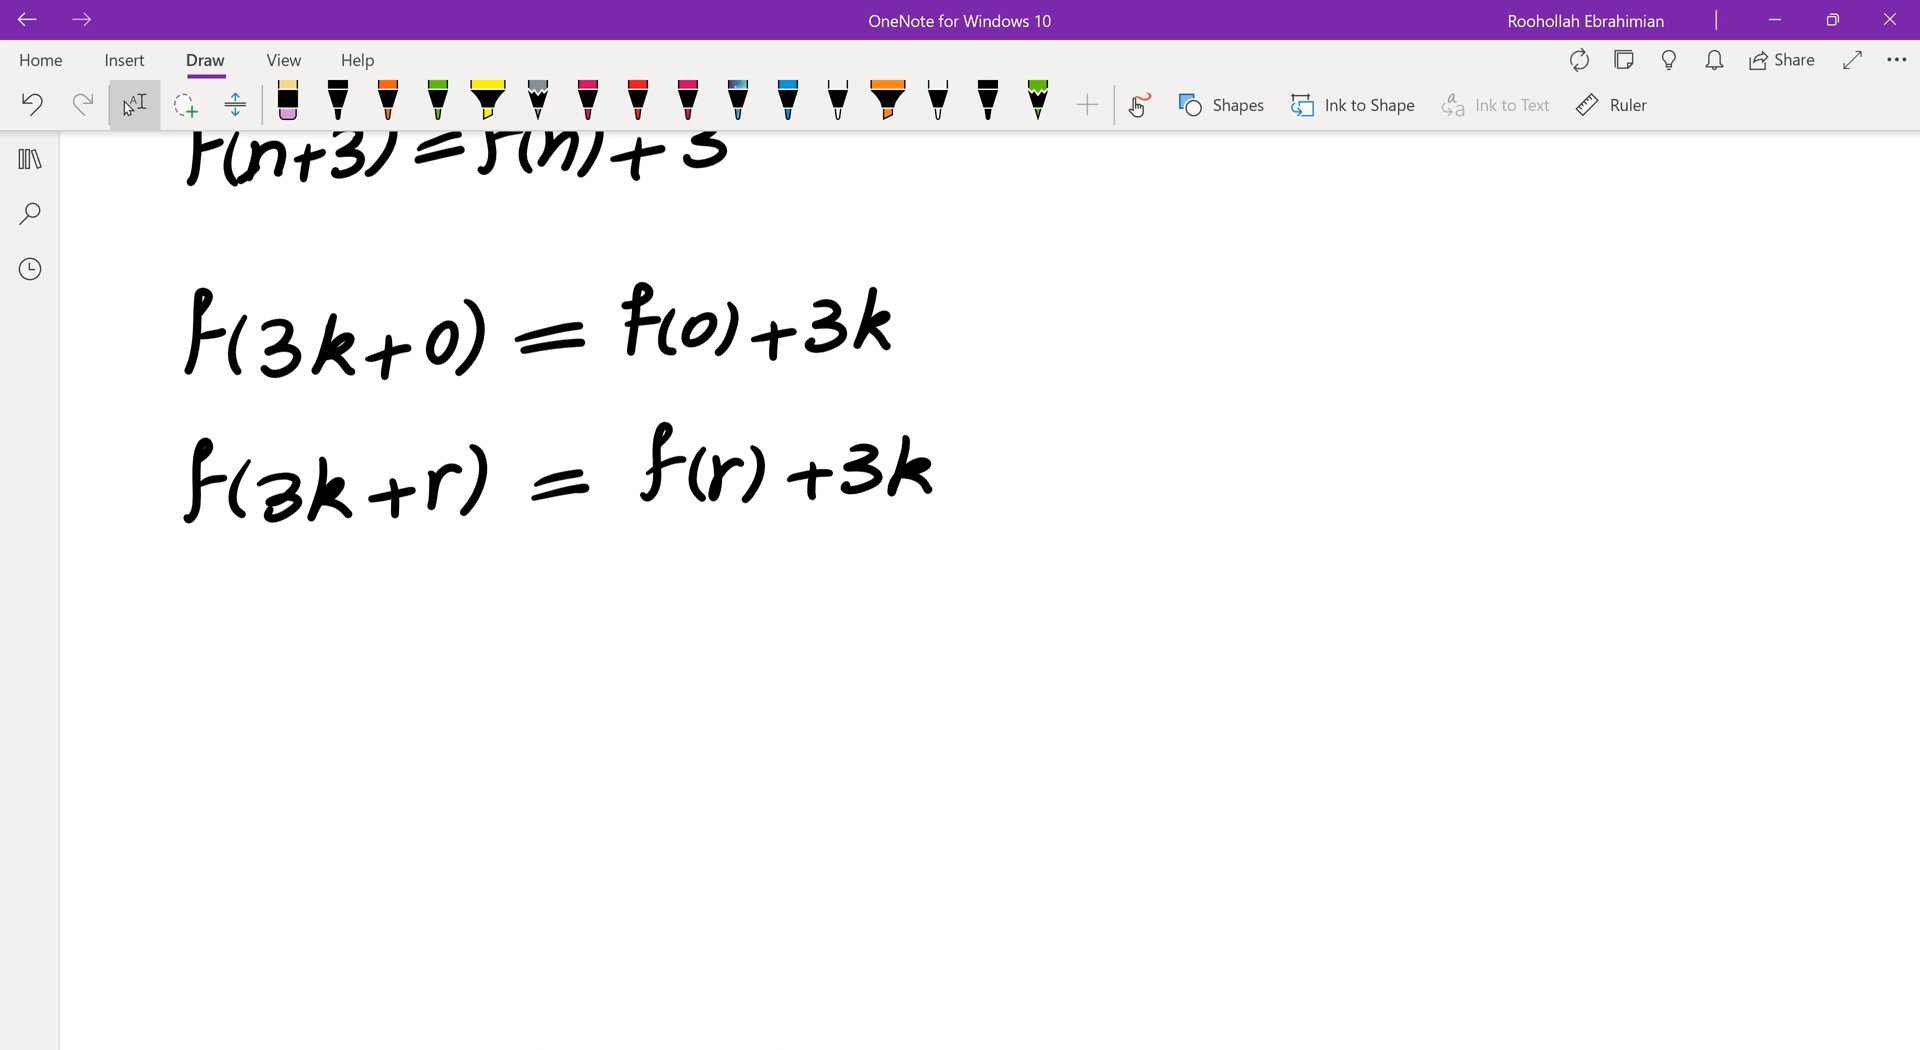 OneNote for Windows 10
Roohollah Ebrahimian
Home Insert Draw View Help
Share
Shapes Ink to Shape Ink to Text Ruler
f(n+3) = f(n) + 3
f(3k+0) = f(0) + 3k
f(3k+r) = f(r) + 3k